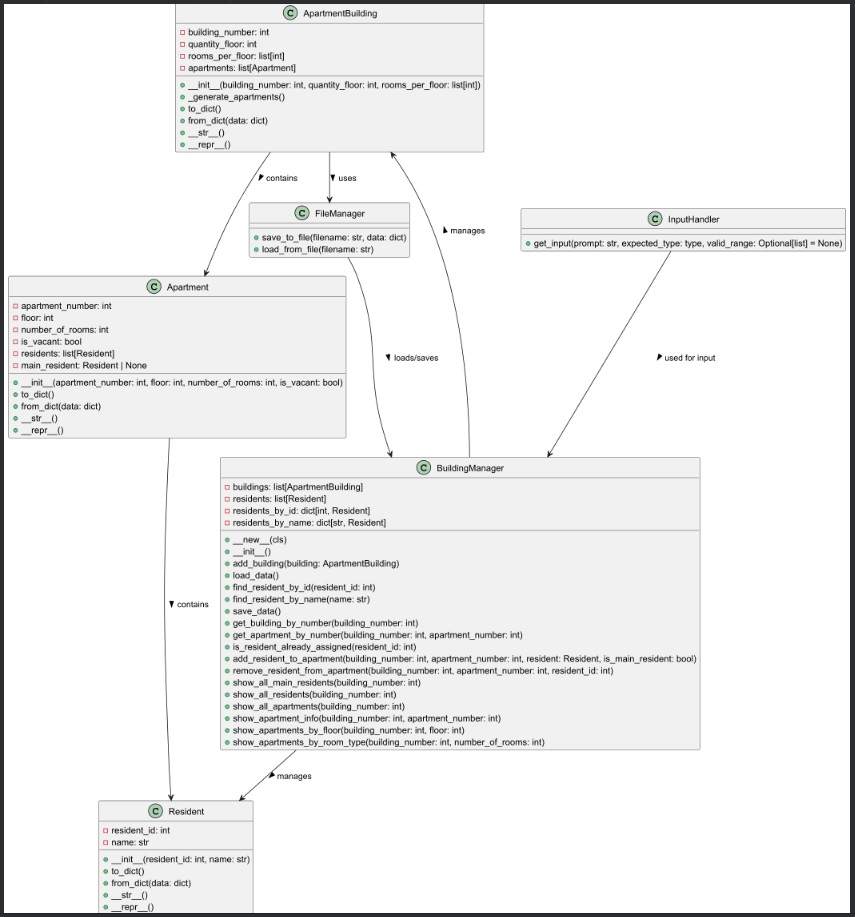 C ApartmentBuilding
building_number: int
quantity_floor: int
rooms_per_floor: list[int]
apartments: list[Apartment]
__init__(building_number: int, quantity_floor: int, rooms_per_floor: list[int])
_generate_apartments()
to_dict()
from_dict(data: dict)
__str__()
__repr__()
contains
uses
manages
C FileManager
save_to_file(filename: str, data: dict)
load_from_file(filename: str)
C InputHandler
get_input(prompt: str, expected_type: type, valid_range: Optional[list] = None)
C Apartment
apartment_number: int
floor: int
number_of_rooms: int
is_vacant: bool
residents: list[Resident]
main_resident: Resident | None
__init__(apartment_number: int, floor: int, number_of_rooms: int, is_vacant: bool)
to_dict()
from_dict(data: dict)
__str__()
__repr__()
loads/saves
used for input
C BuildingManager
buildings: list[ApartmentBuilding]
residents: list[Resident]
residents_by_id: dict[int, Resident]
residents_by_name: dict[str, Resident]
__new__(cls)
__init__()
add_building(building: ApartmentBuilding)
load_data()
find_resident_by_id(resident_id: int)
find_resident_by_name(name: str)
save_data()
get_building_by_number(building_number: int)
get_apartment_by_number(building_number: int, apartment_number: int)
is_resident_already_assigned(resident_id: int)
add_resident_to_apartment(building_number: int, apartment_number: int, resident: Resident, is_main_resident: bool)
remove_resident_from_apartment(building_number: int, apartment_number: int, resident_id: int)
show_all_main_residents(building_number: int)
show_all_residents(building_number: int)
show_all_apartments(building_number: int)
show_apartment_info(building_number: int, apartment_number: int)
show_apartments_by_floor(building_number: int, floor: int)
show_apartments_by_room_type(building_number: int, number_of_rooms: int)
contains
manages
C Resident
resident_id: int
name: str
__init__(resident_id: int, name: str)
to_dict()
from_dict(data: dict)
__str__()
__repr__()